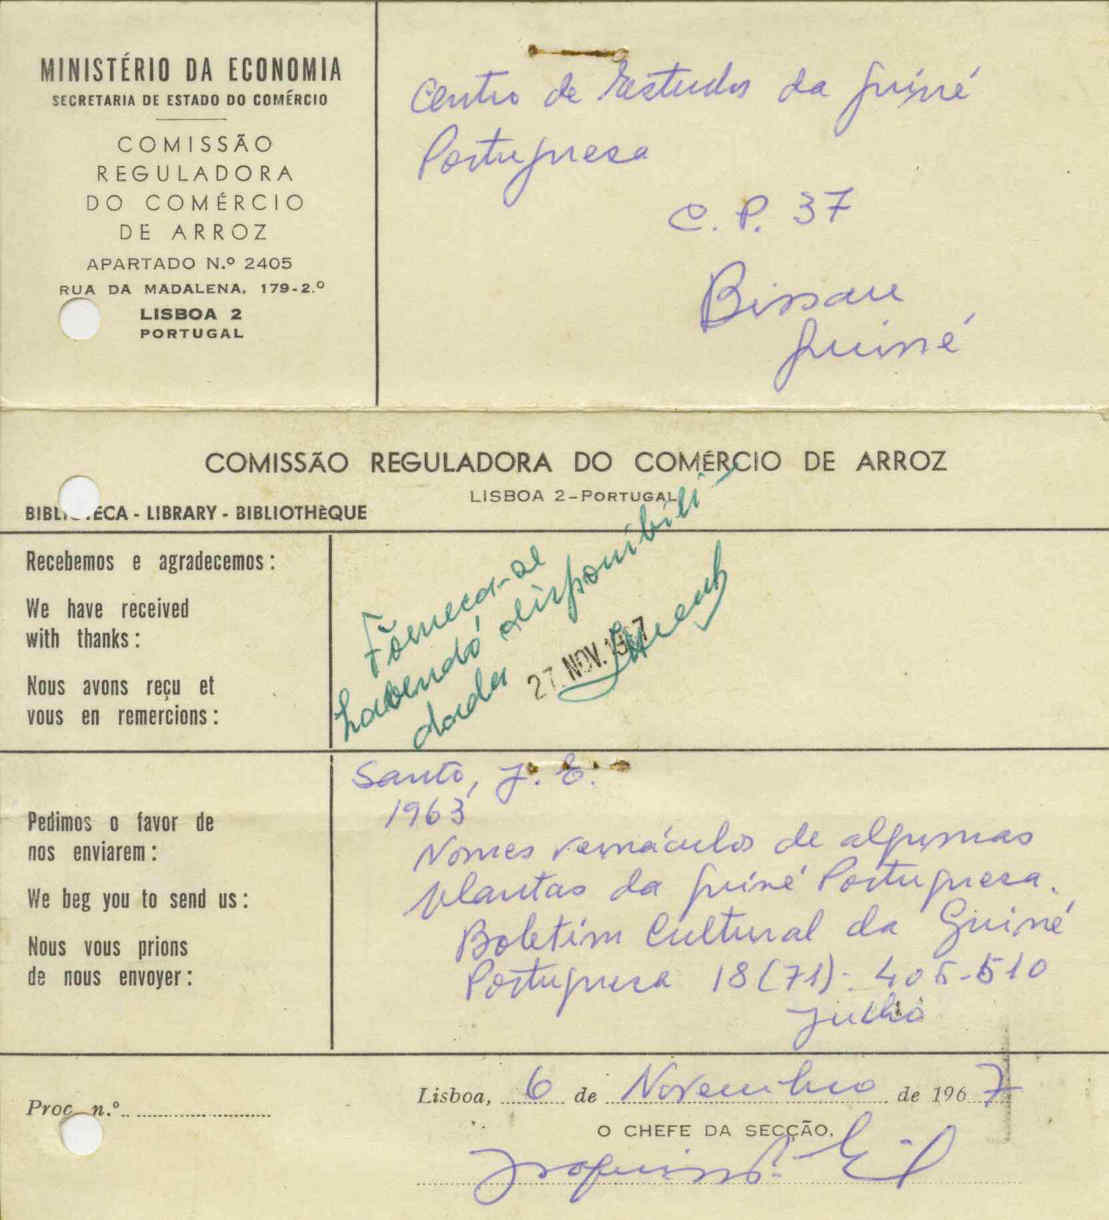 MINISTÉRIO DA ECONOMIA
SECRETARIA DE ESTADO DO COMÉRCIO
COMISSÃO
REGULADORA
DO COMÉRCIO
DE ARROZ
APARTADO N.º 2405
RUA DA MADALENA, 179-2.º
LISBOA 2
PORTUGAL
Centro de Estudos da Guiné
Portuguesa
C. P. 37
Bissau
Guiné
COMISSÃO REGULADORA DO COMÉRCIO DE ARROZ
LISBOA 2-PORTUGAL
BIBLIOTECA - LIBRARY - BIBLIOTHÈQUE
Recebemos e agradecemos:
We have received
with thanks:
Nous avons reçu et
vous en remercions:
Forneça-se
havendo disponibili-
dades
27. NOV. 1967
Pedimos o favor de
nos enviarem:
We beg you to send us:
Nous vous prions
de nous envoyer:
Santo, J. E.
1963
Nomes vernáculos de algumas
plantas da Guiné Portuguesa.
Boletim Cultural da Guiné
Portuguesa 18(71): 405-510
Julho
Proc. n.º
Lisboa, 6 de Novembro de 1967
O CHEFE DA SECÇÃO,